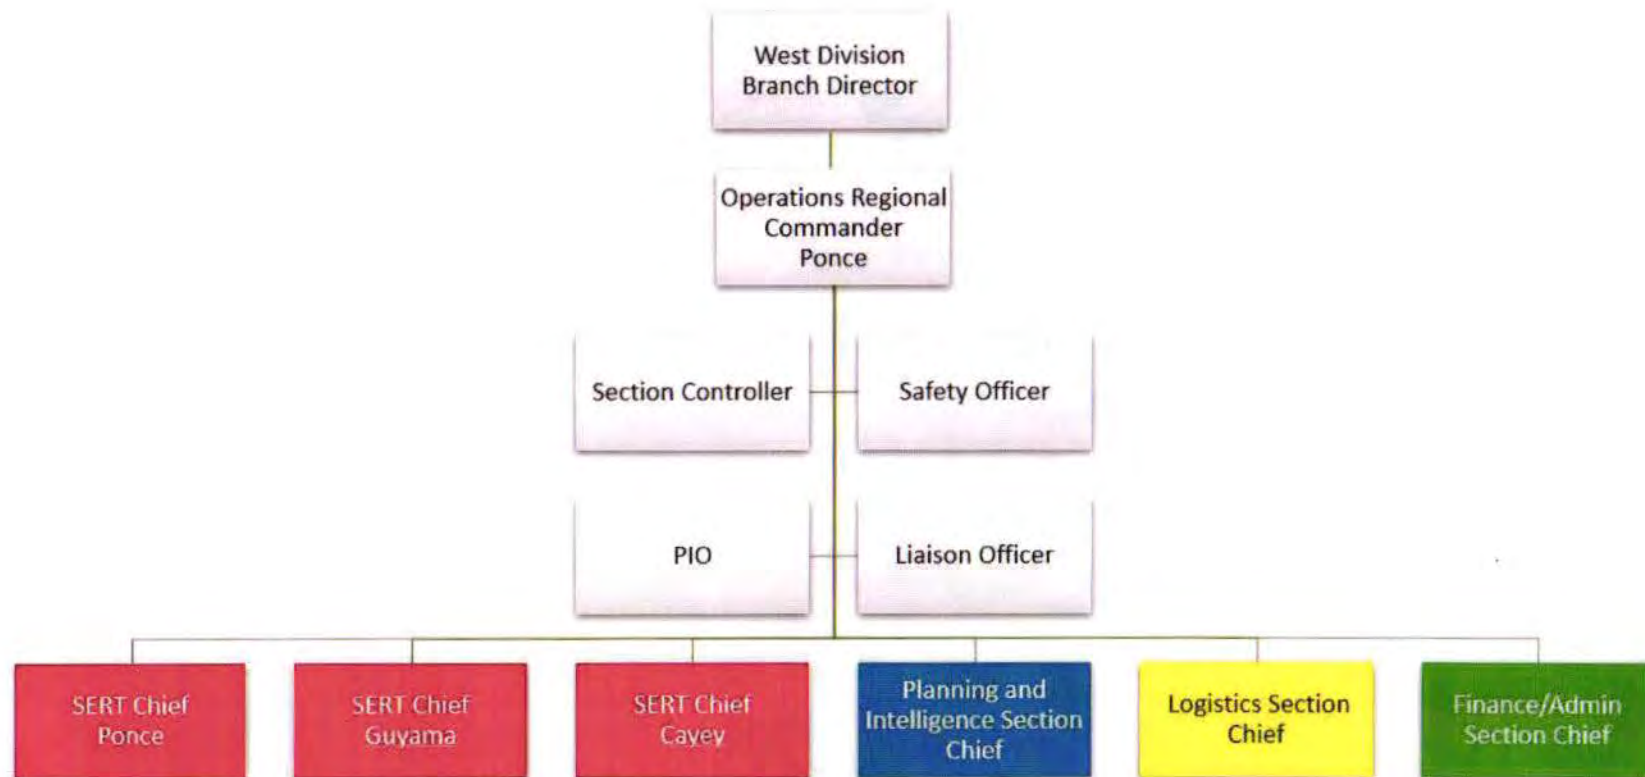 West Division
Branch Director
Operations Regional
Commander
Ponce
Section Controller
Safety Officer
PIO
Liaison Officer
SERT Chief
Ponce
SERT Chief
Guyama
SERT Chief
Cayey
Planning and
Intelligence Section
Chief
Logistics Section
Chief
Finance/Admin
Section Chief